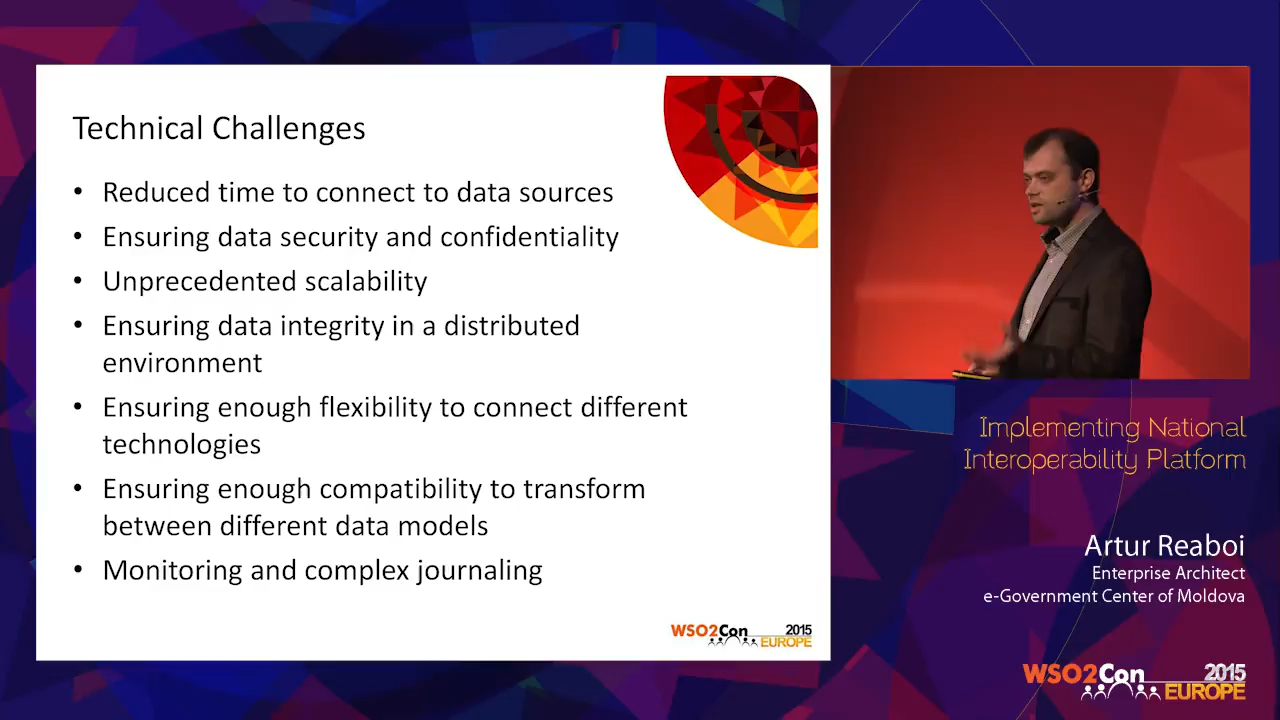 Technical Challenges
• Reduced time to connect to data sources
• Ensuring data security and confidentiality
• Unprecedented scalability
• Ensuring data integrity in a distributed
environment
• Ensuring enough flexibility to connect different
technologies
• Ensuring enough compatibility to transform
between different data models
• Monitoring and complex journaling
WSO2Con 2015
EUROPE
Implementing National
Interoperability Platform
Artur Reaboi
Enterprise Architect
e-Government Center of Moldova
WSO2Con 2015
EUROPE